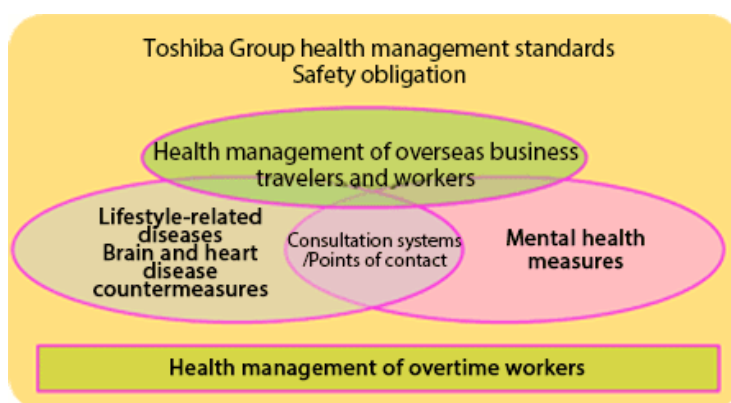 Toshiba Group health management standards
Safety obligation
Health management of overseas business
travelers and workers
Lifestyle-related
diseases
Brain and heart
disease
countermeasures
Consultation systems
/Points of contact
Mental health
measures
Health management of overtime workers